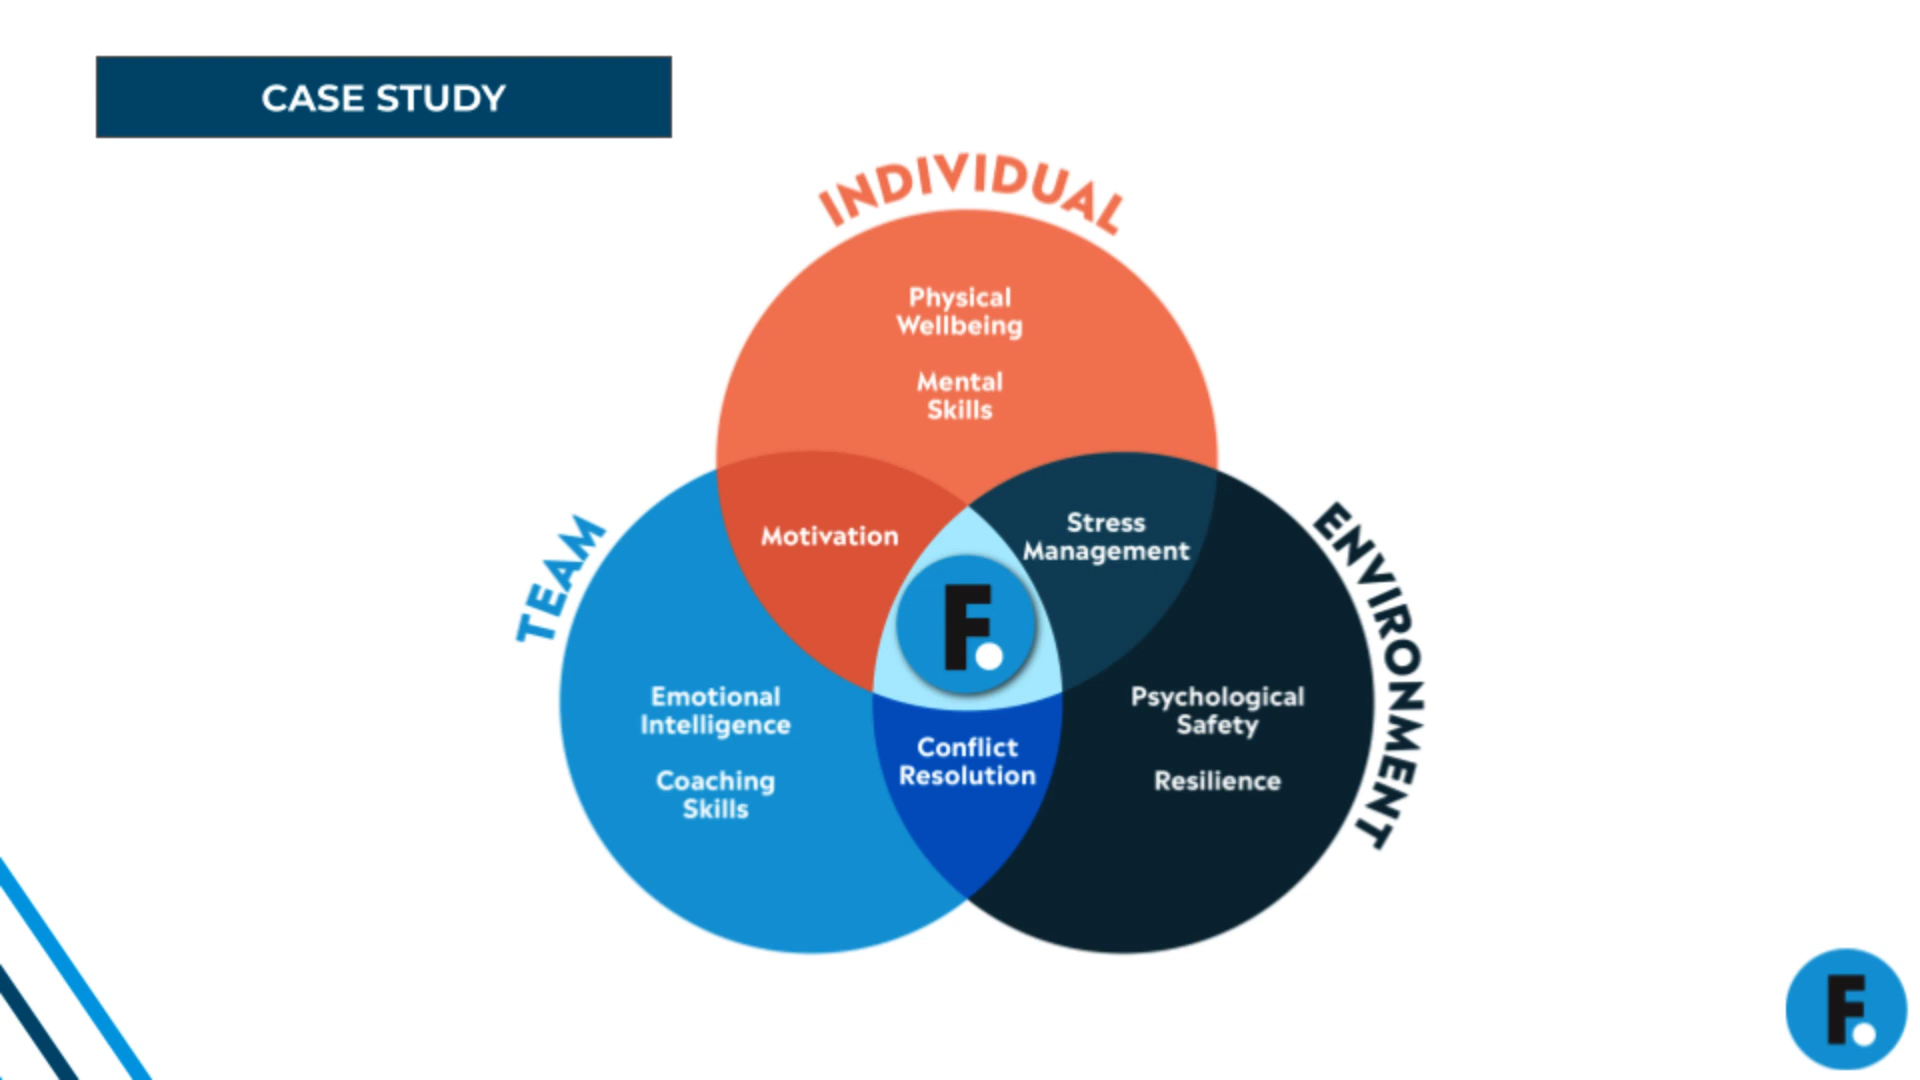 CASE STUDY
INDIVIDUAL
Physical
Wellbeing
Mental
Skills
TEAM
Motivation
Stress
Management
ENVIRONMENT
F.
Emotional
Intelligence
Coaching
Skills
Conflict
Resolution
Psychological
Safety
Resilience
F.